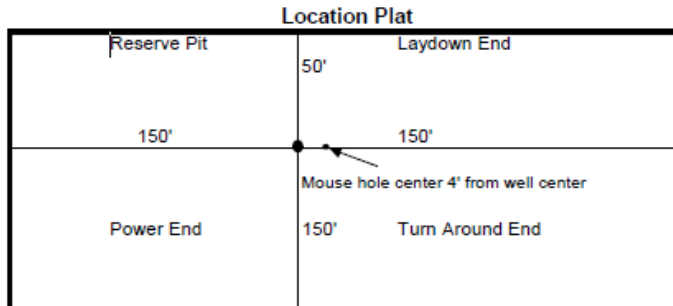 Location Plat
Reserve Pit
Laydown End
50'
150'
150'
Mouse hole center 4' from well center
Power End
150'
Turn Around End